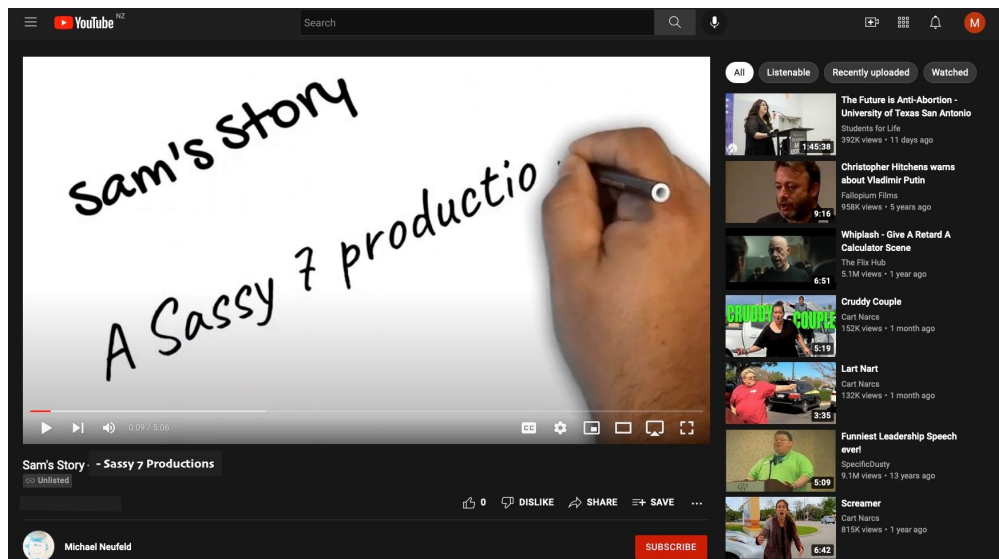 YouTube NZ
Search
M
sam's story
A Sassy 7 productio
CC
0:09 / 5:06
Sam's Story - - Sassy 7 Productions
Unlisted
0 DISLIKE SHARE SAVE ...
Michael Neufeld
SUBSCRIBE
All Listenable Recently uploaded Watched
1:45:38
The Future is Anti-Abortion -
University of Texas San Antonio
Students for Life
392K views • 11 days ago
9:16
Christopher Hitchens warns
about Vladimir Putin
Fallopium Films
958K views • 5 years ago
6:51
Whiplash - Give A Retard A
Calculator Scene
The Flix Hub
5.1M views • 1 year ago
CRUDDY COUPLE
5:19
Cruddy Couple
Cart Narcs
152K views • 1 month ago
3:35
Lart Nart
Cart Narcs
132K views • 1 month ago
5:09
Funniest Leadership Speech
ever!
SpecificDusty
9.1M views • 13 years ago
6:42
Screamer
Cart Narcs
815K views • 1 year ago